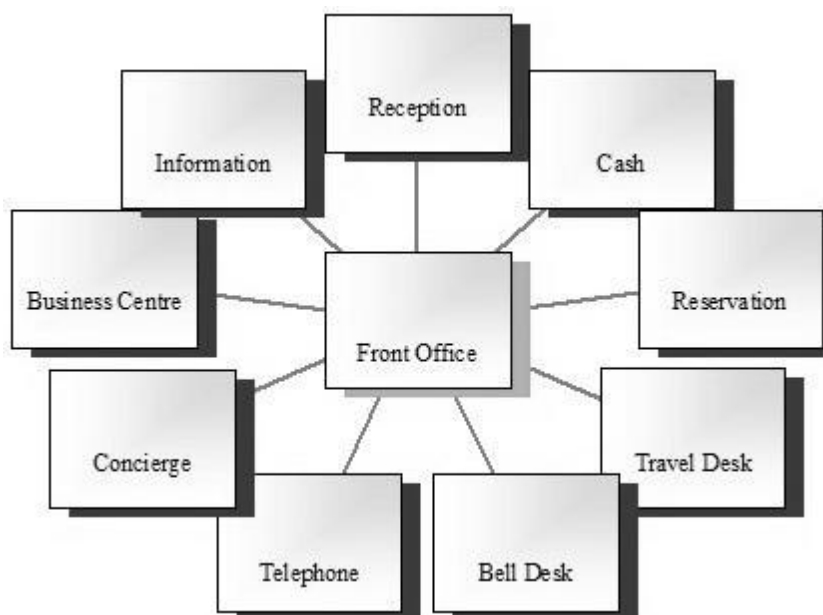 Reception
Information
Cash
Business Centre
Reservation
Front Office
Concierge
Travel Desk
Telephone
Bell Desk